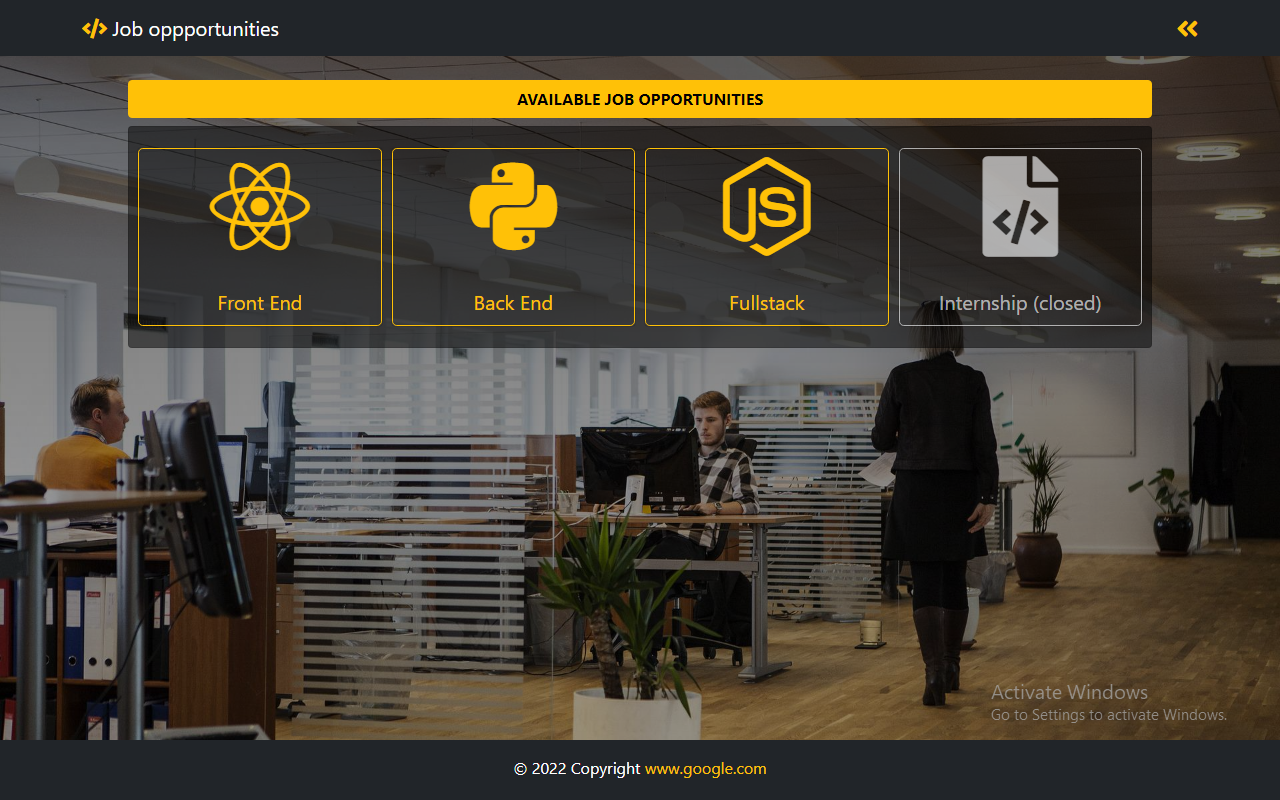 </> Job oppportunities
AVAILABLE JOB OPPORTUNITIES
JS
</>
Front End
Back End
Fullstack
Internship (closed)
Activate Windows
Go to Settings to activate Windows.
© 2022 Copyright www.google.com